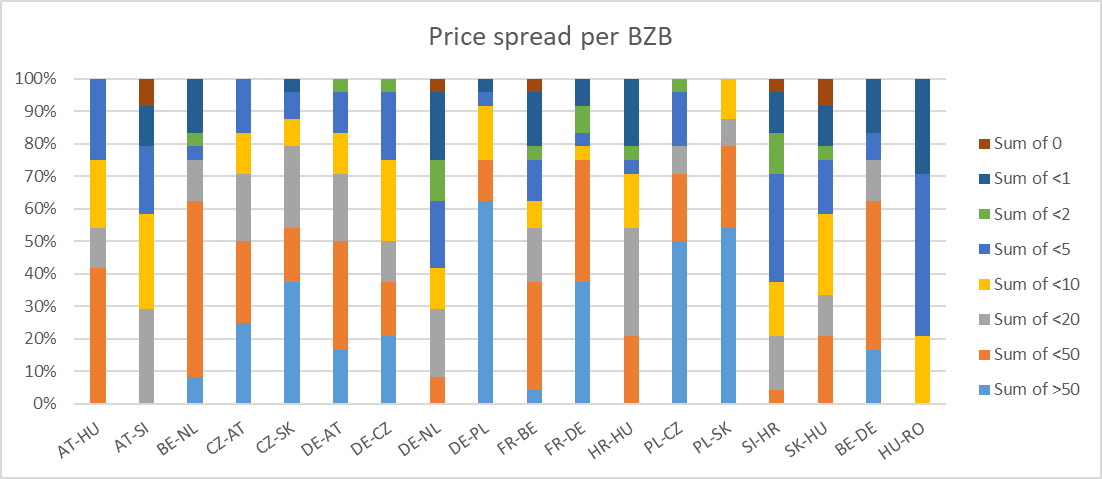 Price spread per BZB
100%
90%
80%
70%
60%
50%
40%
30%
20%
10%
0%
AT-HU
AT-SI
BE-NL
CZ-AT
CZ-SK
DE-AT
DE-CZ
DE-NL
DE-PL
FR-BE
FR-DE
HR-HU
PL-CZ
PL-SK
SI-HR
SK-HU
BE-DE
HU-RO
Sum of 0
Sum of <1
Sum of <2
Sum of <5
Sum of <10
Sum of <20
Sum of <50
Sum of >50